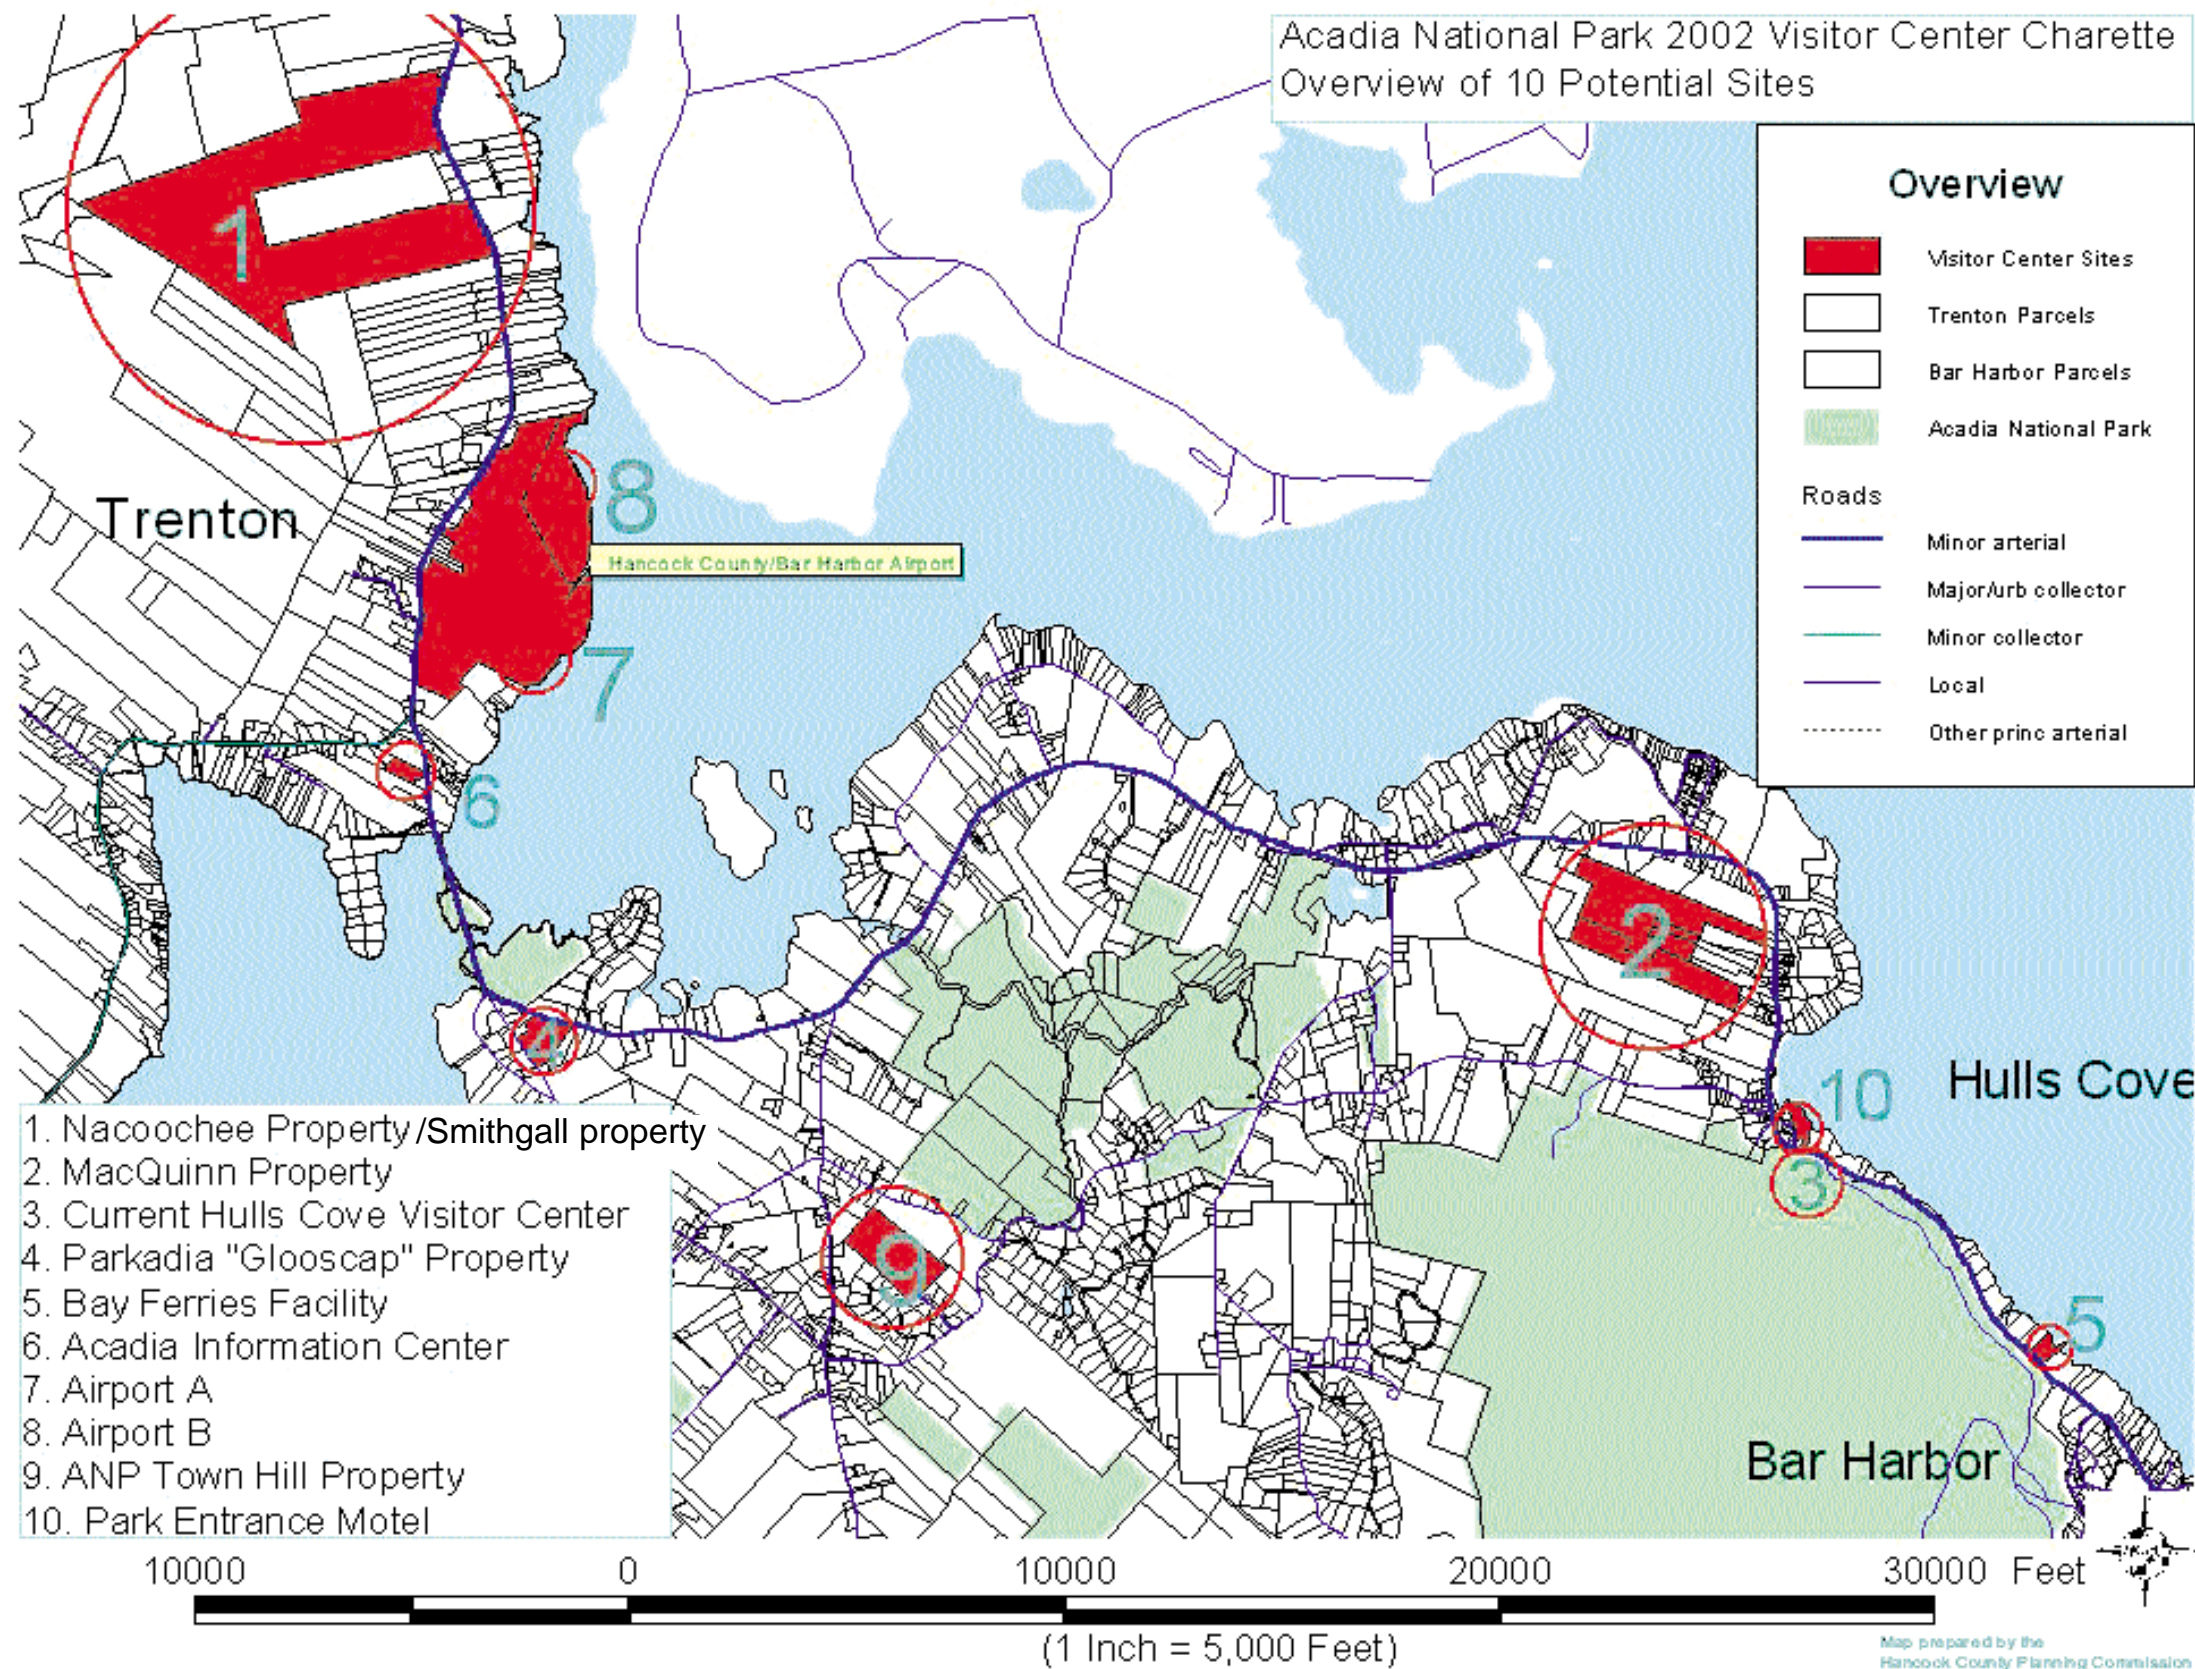 Acadia National Park 2002 Visitor Center Charette
Overview of 10 Potential Sites
Overview
Visitor Center Sites
Trenton Parcels
Bar Harbor Parcels
Acadia National Park
Roads
Minor arterial
Major/urb collector
Minor collector
Local
Other princ arterial
1
8
Trenton
Hancock County/Bar Harbor Airport
7
6
2
4
10
Hulls Cove
3
9
5
Bar Harbor
1. Nacoochee Property/Smithgall property
2. MacQuinn Property
3. Current Hulls Cove Visitor Center
4. Parkadia "Glooscap" Property
5. Bay Ferries Facility
6. Acadia Information Center
7. Airport A
8. Airport B
9. ANP Town Hill Property
10. Park Entrance Motel
10000 0 10000 20000 30000 Feet
(1 Inch = 5,000 Feet)
Map prepared by the
Hancock County Planning Commission